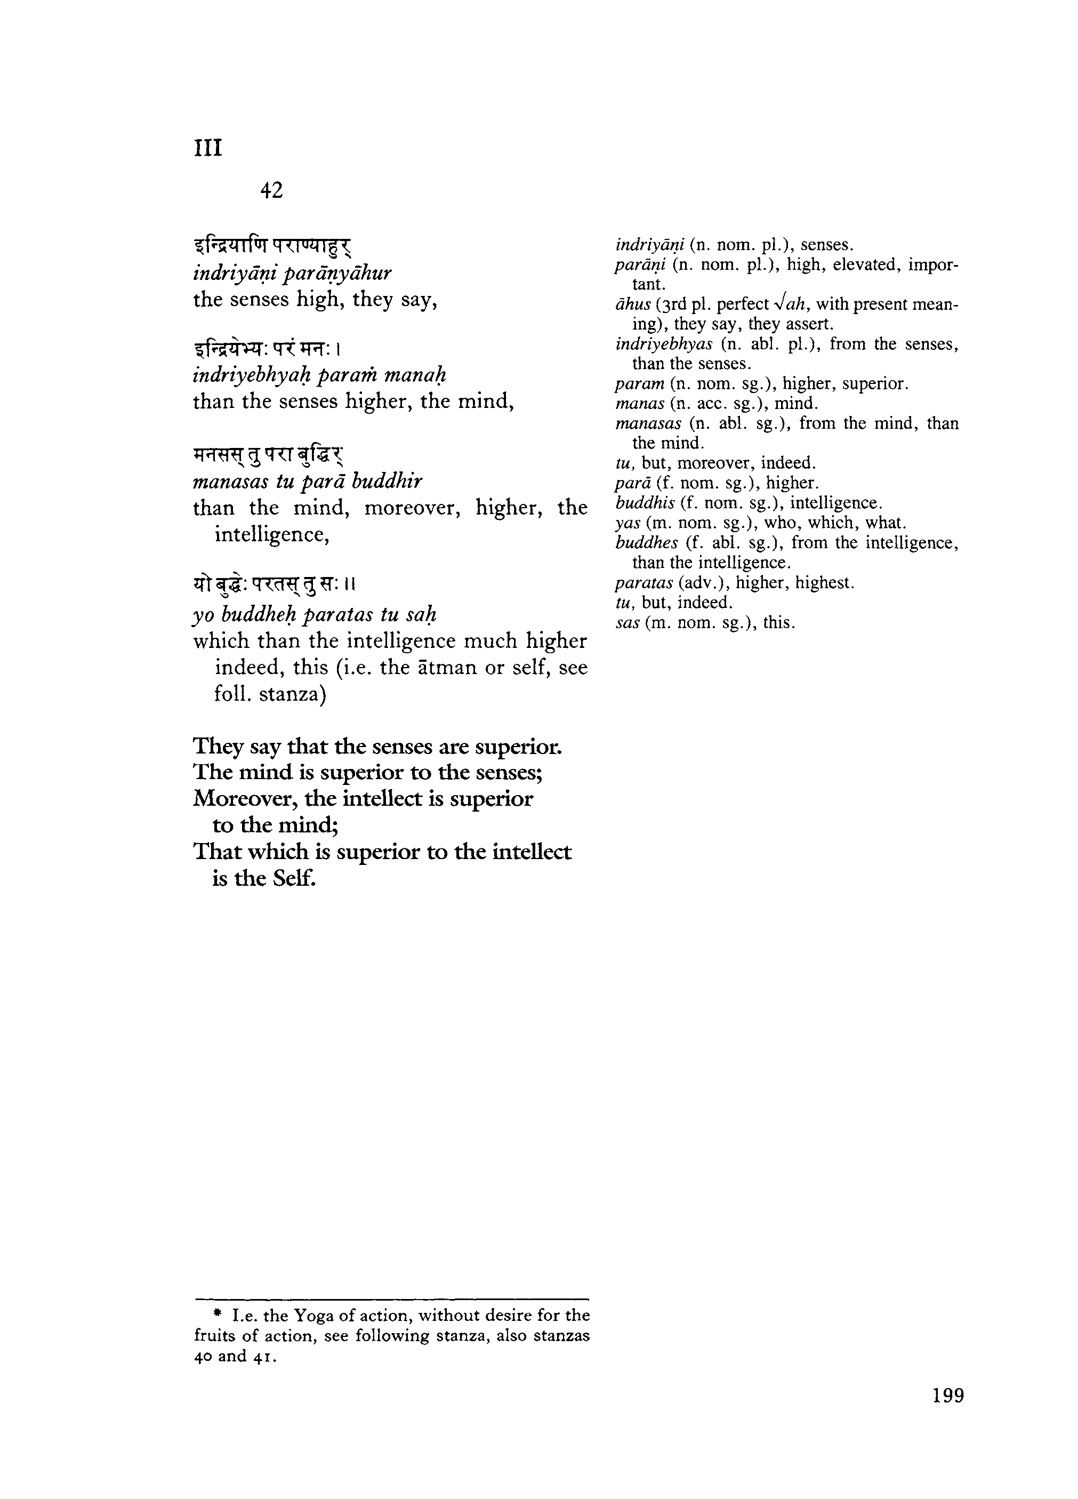 III
42
इन्द्रियाणि पराण्याहुर्
indriyāṇi parāṇyāhur
the senses high, they say,
इन्द्रियेभ्यः परं मनः ।
indriyebhyaḥ paraṁ manaḥ
than the senses higher, the mind,
मनसस् तु परा बुद्धिर्
manasas tu parā buddhir
than the mind, moreover, higher, the
intelligence,
यो बुद्धेः परतस् तु सः ॥
yo buddheḥ paratas tu saḥ
which than the intelligence much higher
indeed, this (i.e. the ātman or self, see
foll. stanza)
They say that the senses are superior.
The mind is superior to the senses;
Moreover, the intellect is superior
to the mind;
That which is superior to the intellect
is the Self.
indriyāṇi (n. nom. pl.), senses.
parāṇi (n. nom. pl.), high, elevated, impor-
tant.
āhus (3rd pl. perfect √ah, with present mean-
ing), they say, they assert.
indriyebhyas (n. abl. pl.), from the senses,
than the senses.
param (n. nom. sg.), higher, superior.
manas (n. acc. sg.), mind.
manasas (n. abl. sg.), from the mind, than
the mind.
tu, but, moreover, indeed.
parā (f. nom. sg.), higher.
buddhis (f. nom. sg.), intelligence.
yas (m. nom. sg.), who, which, what.
buddhes (f. abl. sg.), from the intelligence,
than the intelligence.
paratas (adv.), higher, highest.
tu, but, indeed.
sas (m. nom. sg.), this.
* I.e. the Yoga of action, without desire for the
fruits of action, see following stanza, also stanzas
40 and 41.
199